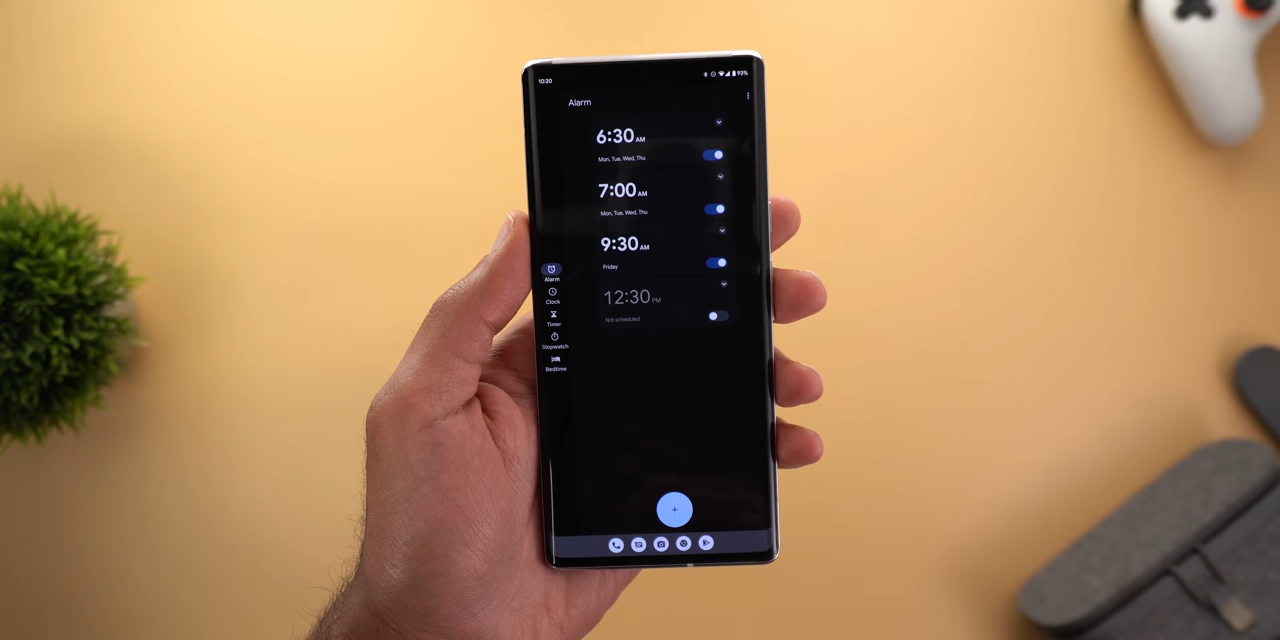 10:20
93%
Alarm
6:30 AM
Mon, Tue, Wed, Thu
7:00 AM
Mon, Tue, Wed, Thu
9:30 AM
Friday
12:30 PM
Not scheduled
Alarm
Clock
Timer
Stopwatch
Bedtime